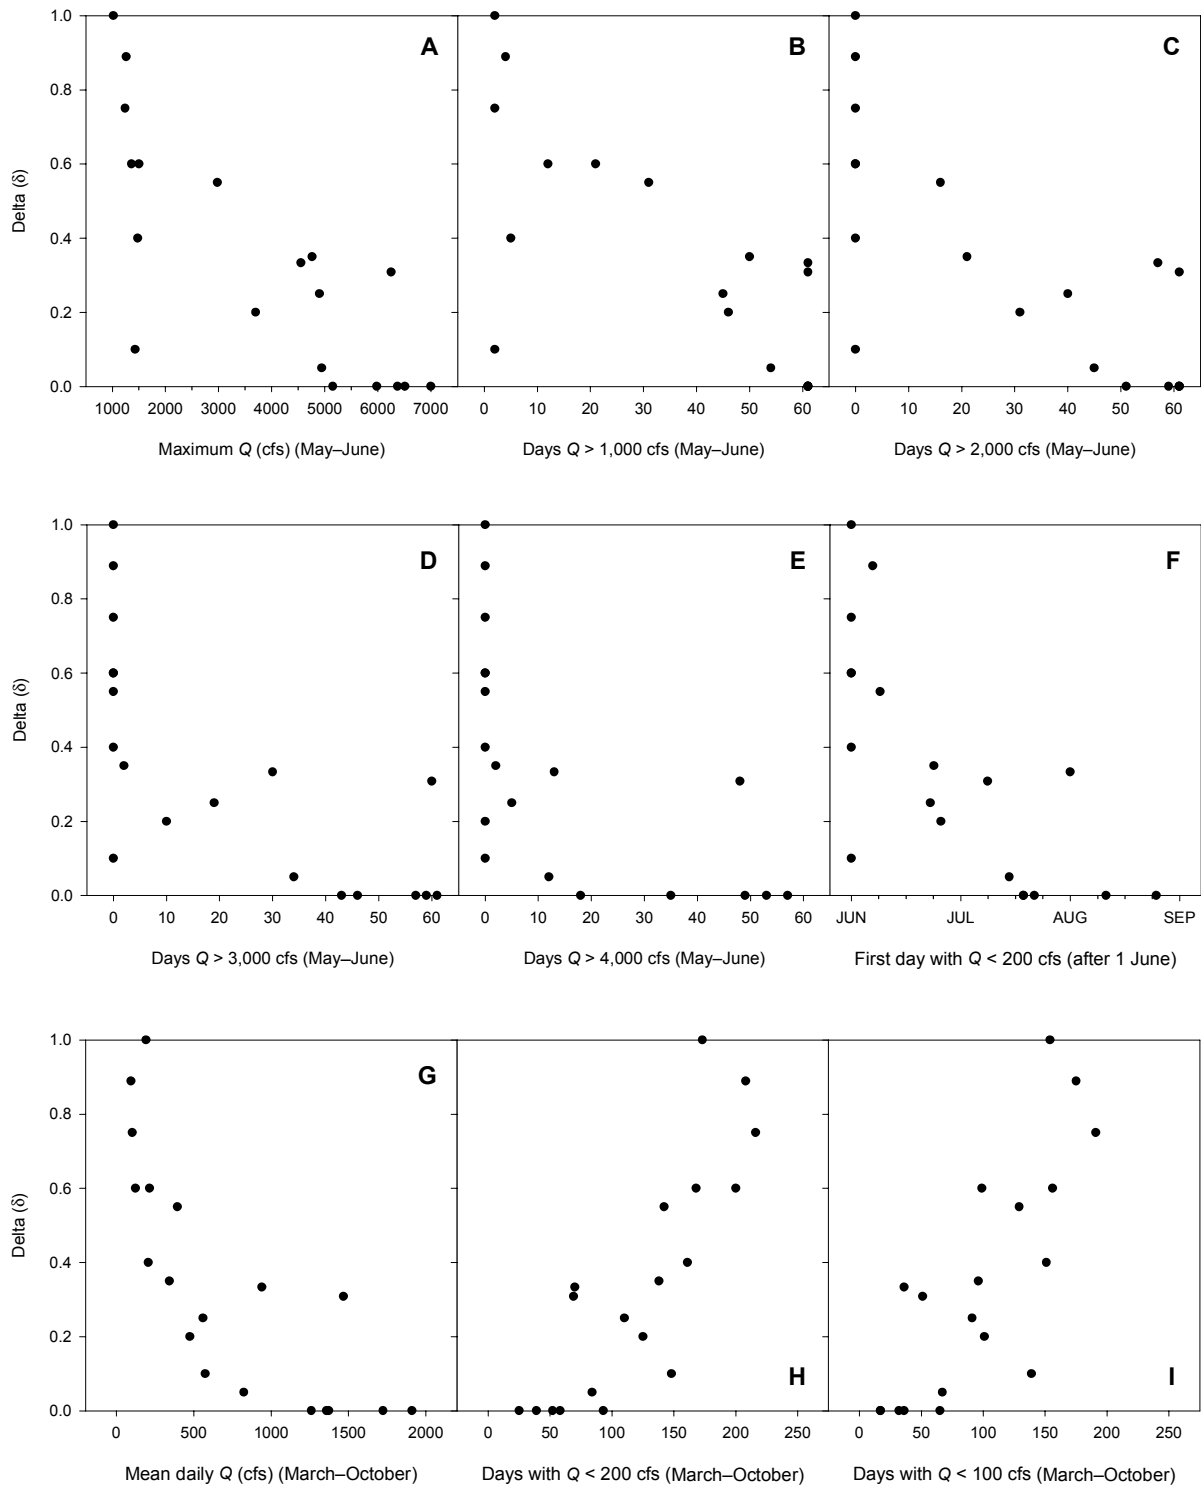 1.0
0.8
0.6
0.4
0.2
0.0
Delta (δ)
A
B
C
1000 2000 3000 4000 5000 6000 7000
0 10 20 30 40 50 60
0 10 20 30 40 50 60
Maximum Q (cfs) (May–June)
Days Q > 1,000 cfs (May–June)
Days Q > 2,000 cfs (May–June)
1.0
0.8
0.6
0.4
0.2
0.0
Delta (δ)
D
E
F
0 10 20 30 40 50 60
0 10 20 30 40 50 60
JUN JUL AUG SEP
Days Q > 3,000 cfs (May–June)
Days Q > 4,000 cfs (May–June)
First day with Q < 200 cfs (after 1 June)
1.0
0.8
0.6
0.4
0.2
0.0
Delta (δ)
G
H
I
0 500 1000 1500 2000
0 50 100 150 200 250
0 50 100 150 200 250
Mean daily Q (cfs) (March–October)
Days with Q < 200 cfs (March–October)
Days with Q < 100 cfs (March–October)